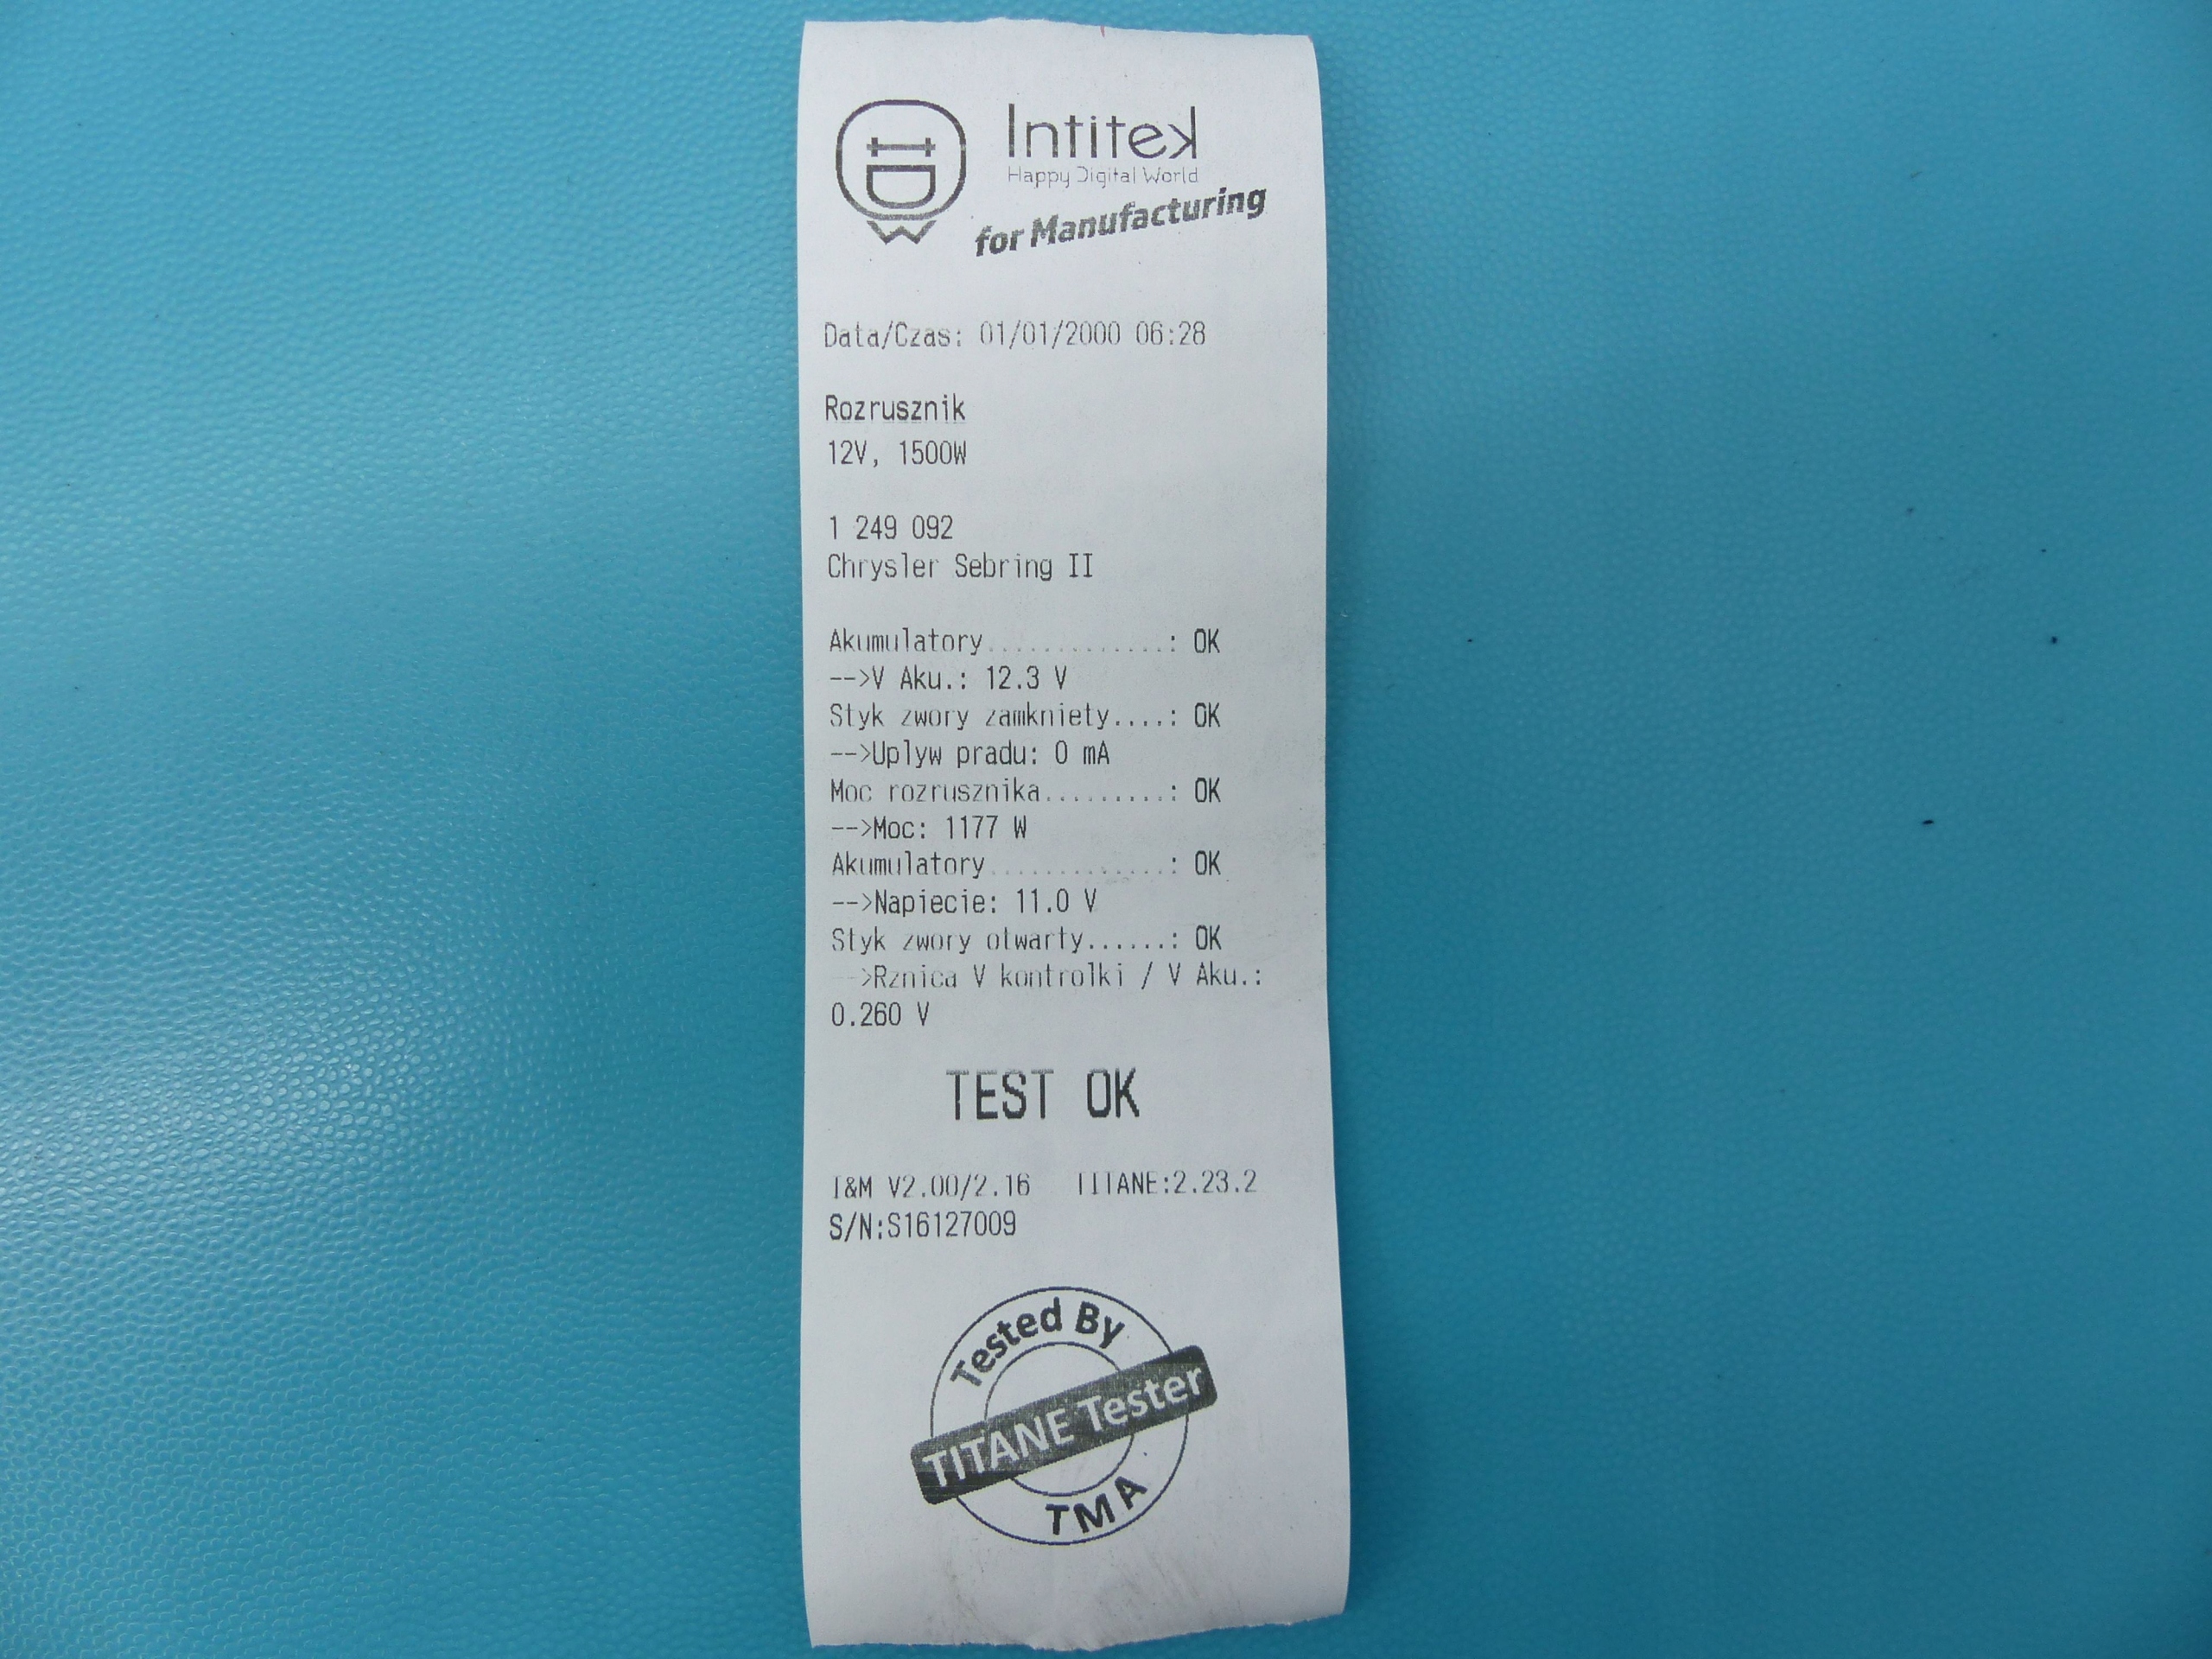 Intitek
Happy Digital World
for Manufacturing
Data/Czas: 01/01/2000 06:28
Rozrusznik
12V, 1500W
1 249 092
Chrysler Sebring II
Akumulatory.............: OK
-->V Aku.: 12.3 V
Styk zwory zamkniety....: OK
-->Uplyw pradu: 0 mA
Moc rozrusznika.........: OK
-->Moc: 1177 W
Akumulatory.............: OK
-->Napiecie: 11.0 V
Styk zwory otwarty......: OK
-->Rznica V kontrolki / V Aku.:
0.260 V
TEST OK
I&M V2.00/2.16 TITANE:2.23.2
S/N:S16127009
Tested By
TITANE Tester
TMA